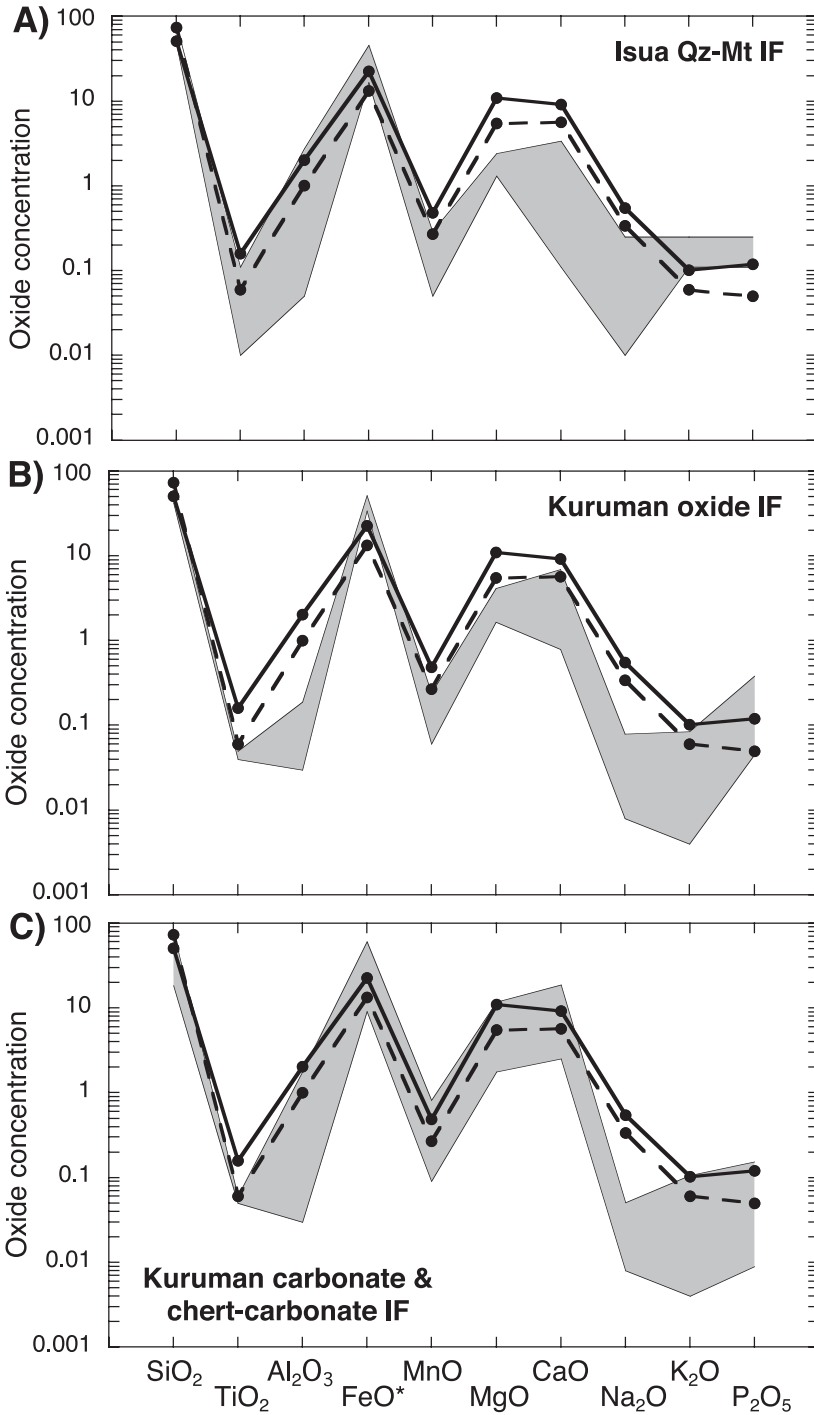 A)
Isua Qz-Mt IF
Oxide concentration
100
10
1
0.1
0.01
0.001
B)
Kuruman oxide IF
Oxide concentration
100
10
1
0.1
0.01
0.001
C)
Kuruman carbonate &
chert-carbonate IF
Oxide concentration
100
10
1
0.1
0.01
0.001
SiO₂ Al₂O₃ MnO CaO K₂O
TiO₂ FeO* MgO Na₂O P₂O₅